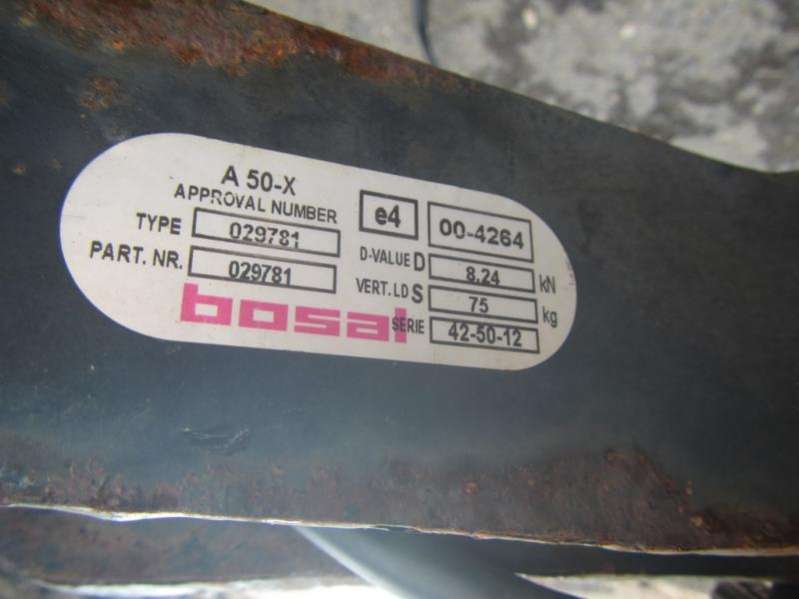 A 50-X
APPROVAL NUMBER e4 00-4264
TYPE 029781 D-VALUE D 8.24 kN
PART. NR. 029781 VERT. LD S 75 kg
bosal SERIE 42-50-12